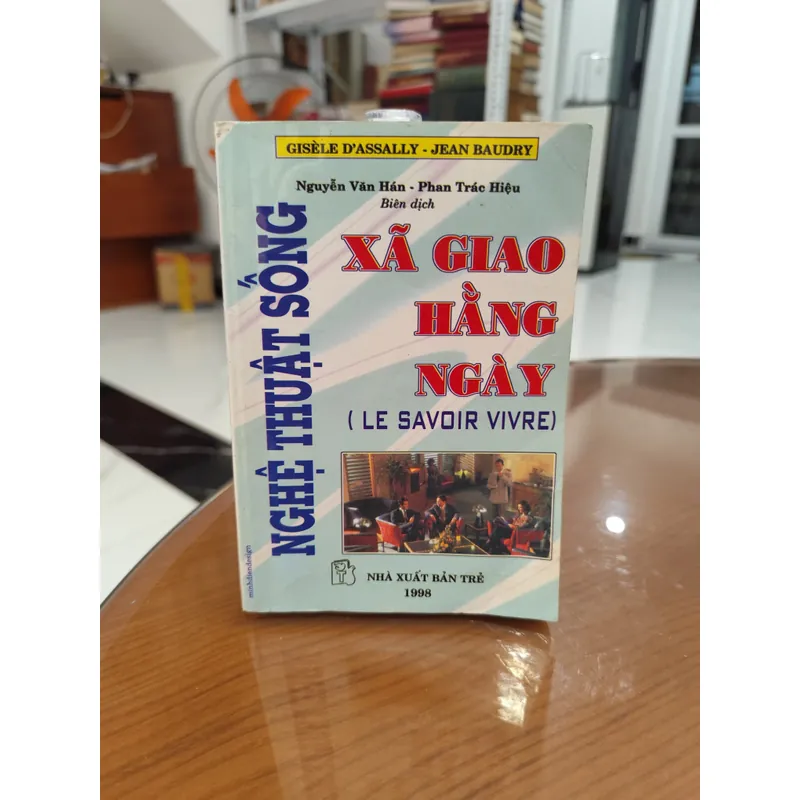 GISÈLE D'ASSALLY - JEAN BAUDRY
Nguyễn Văn Hán - Phan Trác Hiệu
Biên dịch
NGHỆ THUẬT SỐNG
XÃ GIAO
HẰNG
NGÀY
( LE SAVOIR VIVRE)
minhdiandesign
NHÀ XUẤT BẢN TRẺ
1998